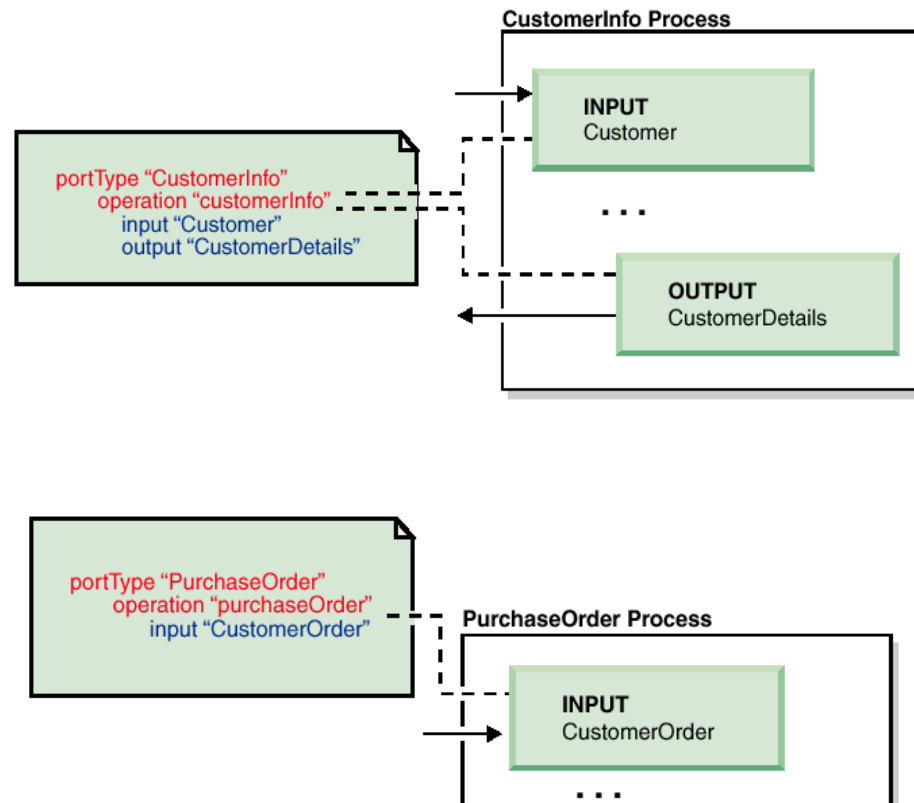 CustomerInfo Process
INPUT
Customer
portType “CustomerInfo”
operation “customerInfo”
input “Customer”
output “CustomerDetails”
. . .
OUTPUT
CustomerDetails
portType “PurchaseOrder”
operation “purchaseOrder”
input “CustomerOrder”
PurchaseOrder Process
INPUT
CustomerOrder
. . .